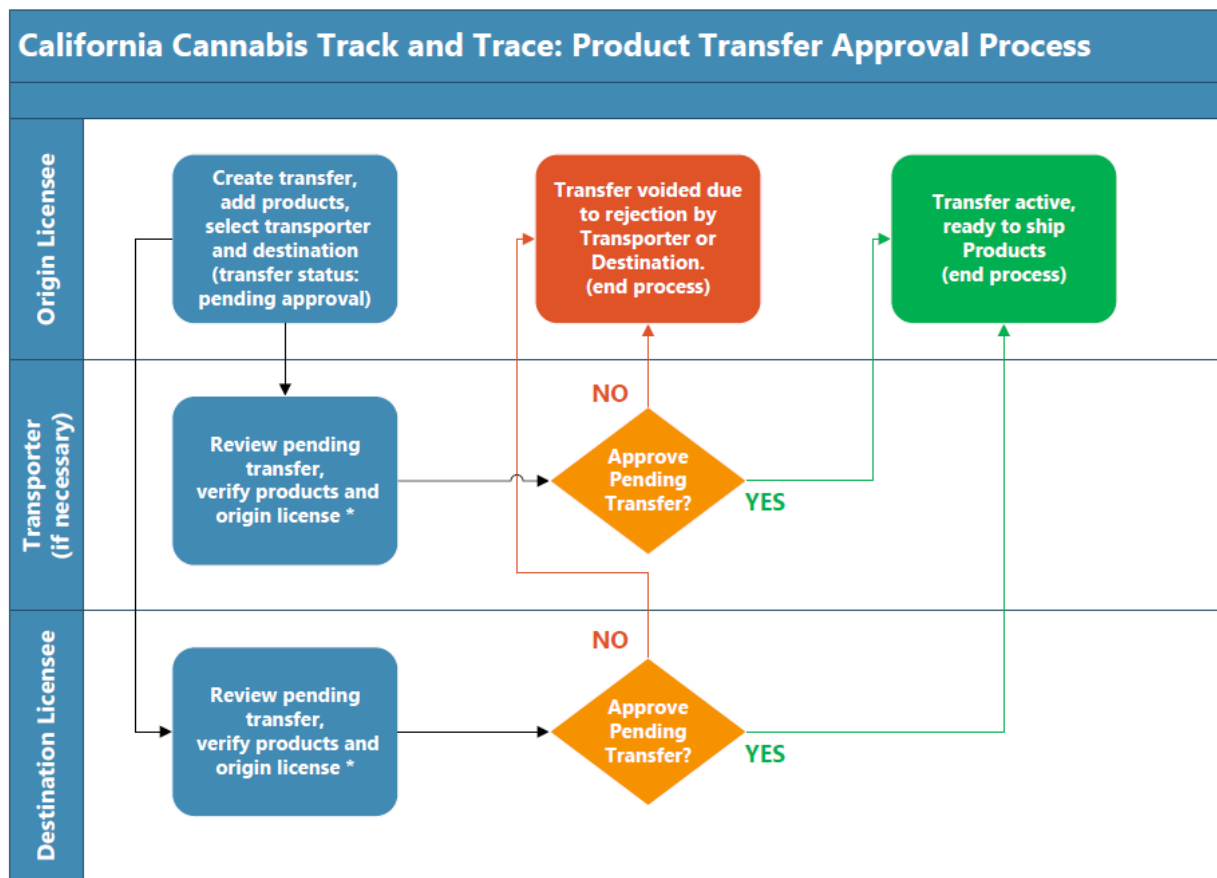 California Cannabis Track and Trace: Product Transfer Approval Process
Origin Licensee
Create transfer,
add products,
select transporter
and destination
(transfer status:
pending approval)
Transfer voided due
to rejection by
Transporter or
Destination.
(end process)
Transfer active,
ready to ship
Products
(end process)
Transporter
(if necessary)
Review pending
transfer,
verify products and
origin license *
NO
Approve
Pending
Transfer?
YES
Destination Licensee
Review pending
transfer,
verify products and
origin license *
NO
Approve
Pending
Transfer?
YES